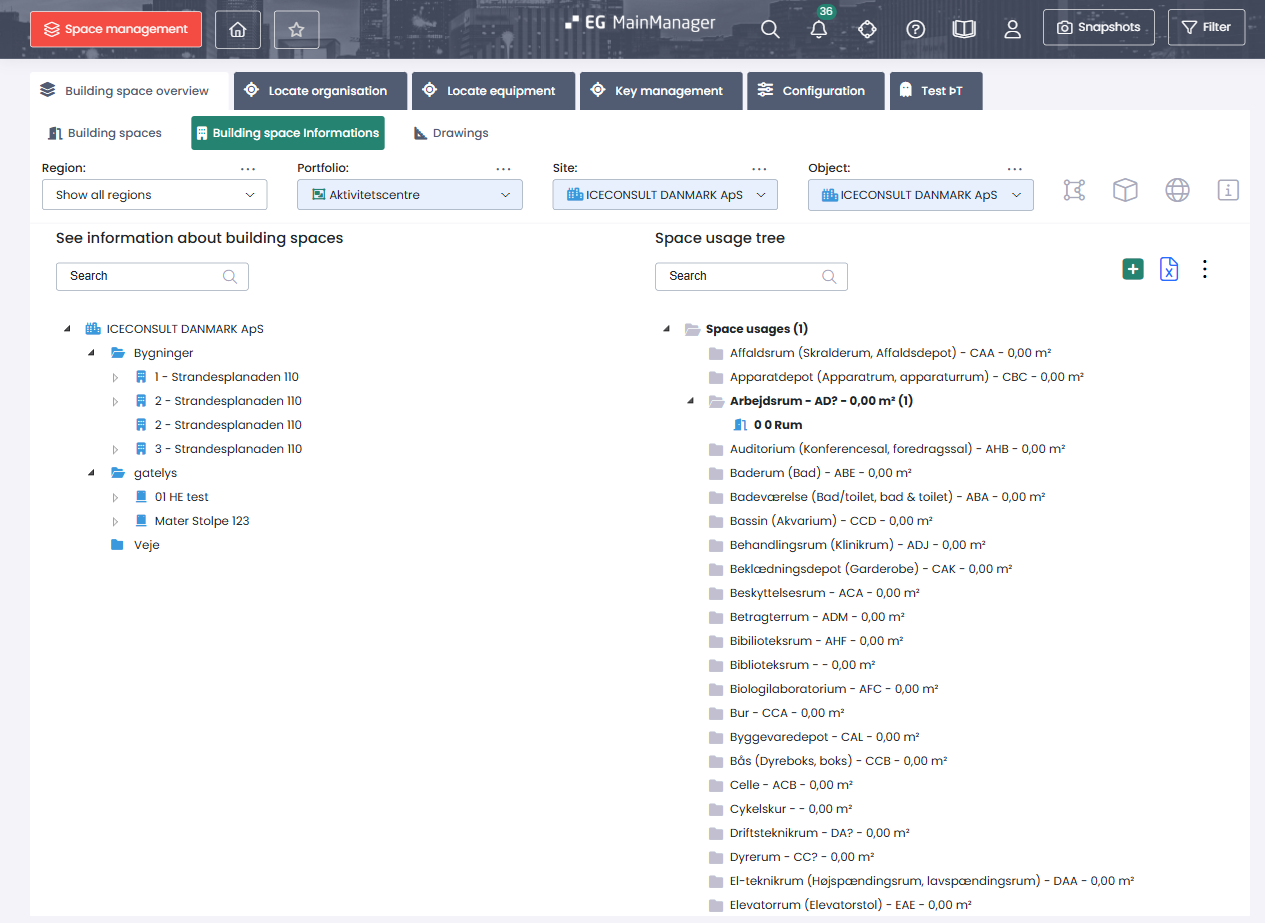 Space management
EG MainManager
36
Snapshots
Filter
Building space overview
Locate organisation
Locate equipment
Key management
Configuration
Test ÞT
Building spaces
Building space Informations
Drawings
Region:
Portfolio:
Site:
Object:
Show all regions
Aktivitetscentre
ICECONSULT DANMARK ApS
ICECONSULT DANMARK ApS
See information about building spaces
Search
ICECONSULT DANMARK ApS
Bygninger
1 - Strandesplanaden 110
2 - Strandesplanaden 110
2 - Strandesplanaden 110
3 - Strandesplanaden 110
gatelys
01 HE test
Mater Stolpe 123
Veje
Space usage tree
Search
Space usages (1)
Affaldsrum (Skralderum, Affaldsdepot) - CAA - 0,00 m²
Apparatdepot (Apparatrum, apparaturrum) - CBC - 0,00 m²
Arbejdsrum - AD? - 0,00 m² (1)
0 0 Rum
Auditorium (Konferencesal, foredragssal) - AHB - 0,00 m²
Baderum (Bad) - ABE - 0,00 m²
Badeværelse (Bad/toilet, bad & toilet) - ABA - 0,00 m²
Bassin (Akvarium) - CCD - 0,00 m²
Behandlingsrum (Klinikrum) - ADJ - 0,00 m²
Beklædningsdepot (Garderobe) - CAK - 0,00 m²
Beskyttelsesrum - ACA - 0,00 m²
Betragterrum - ADM - 0,00 m²
Bibilioteksrum - AHF - 0,00 m²
Biblioteksrum - - 0,00 m²
Biologilaboratorium - AFC - 0,00 m²
Bur - CCA - 0,00 m²
Byggevaredepot - CAL - 0,00 m²
Bås (Dyreboks, boks) - CCB - 0,00 m²
Celle - ACB - 0,00 m²
Cykelskur - - 0,00 m²
Driftsteknikrum - DA? - 0,00 m²
Dyrerum - CC? - 0,00 m²
El-teknikrum (Højspændingsrum, lavspændingsrum) - DAA - 0,00 m²
Elevatorrum (Elevatorstol) - EAE - 0,00 m²